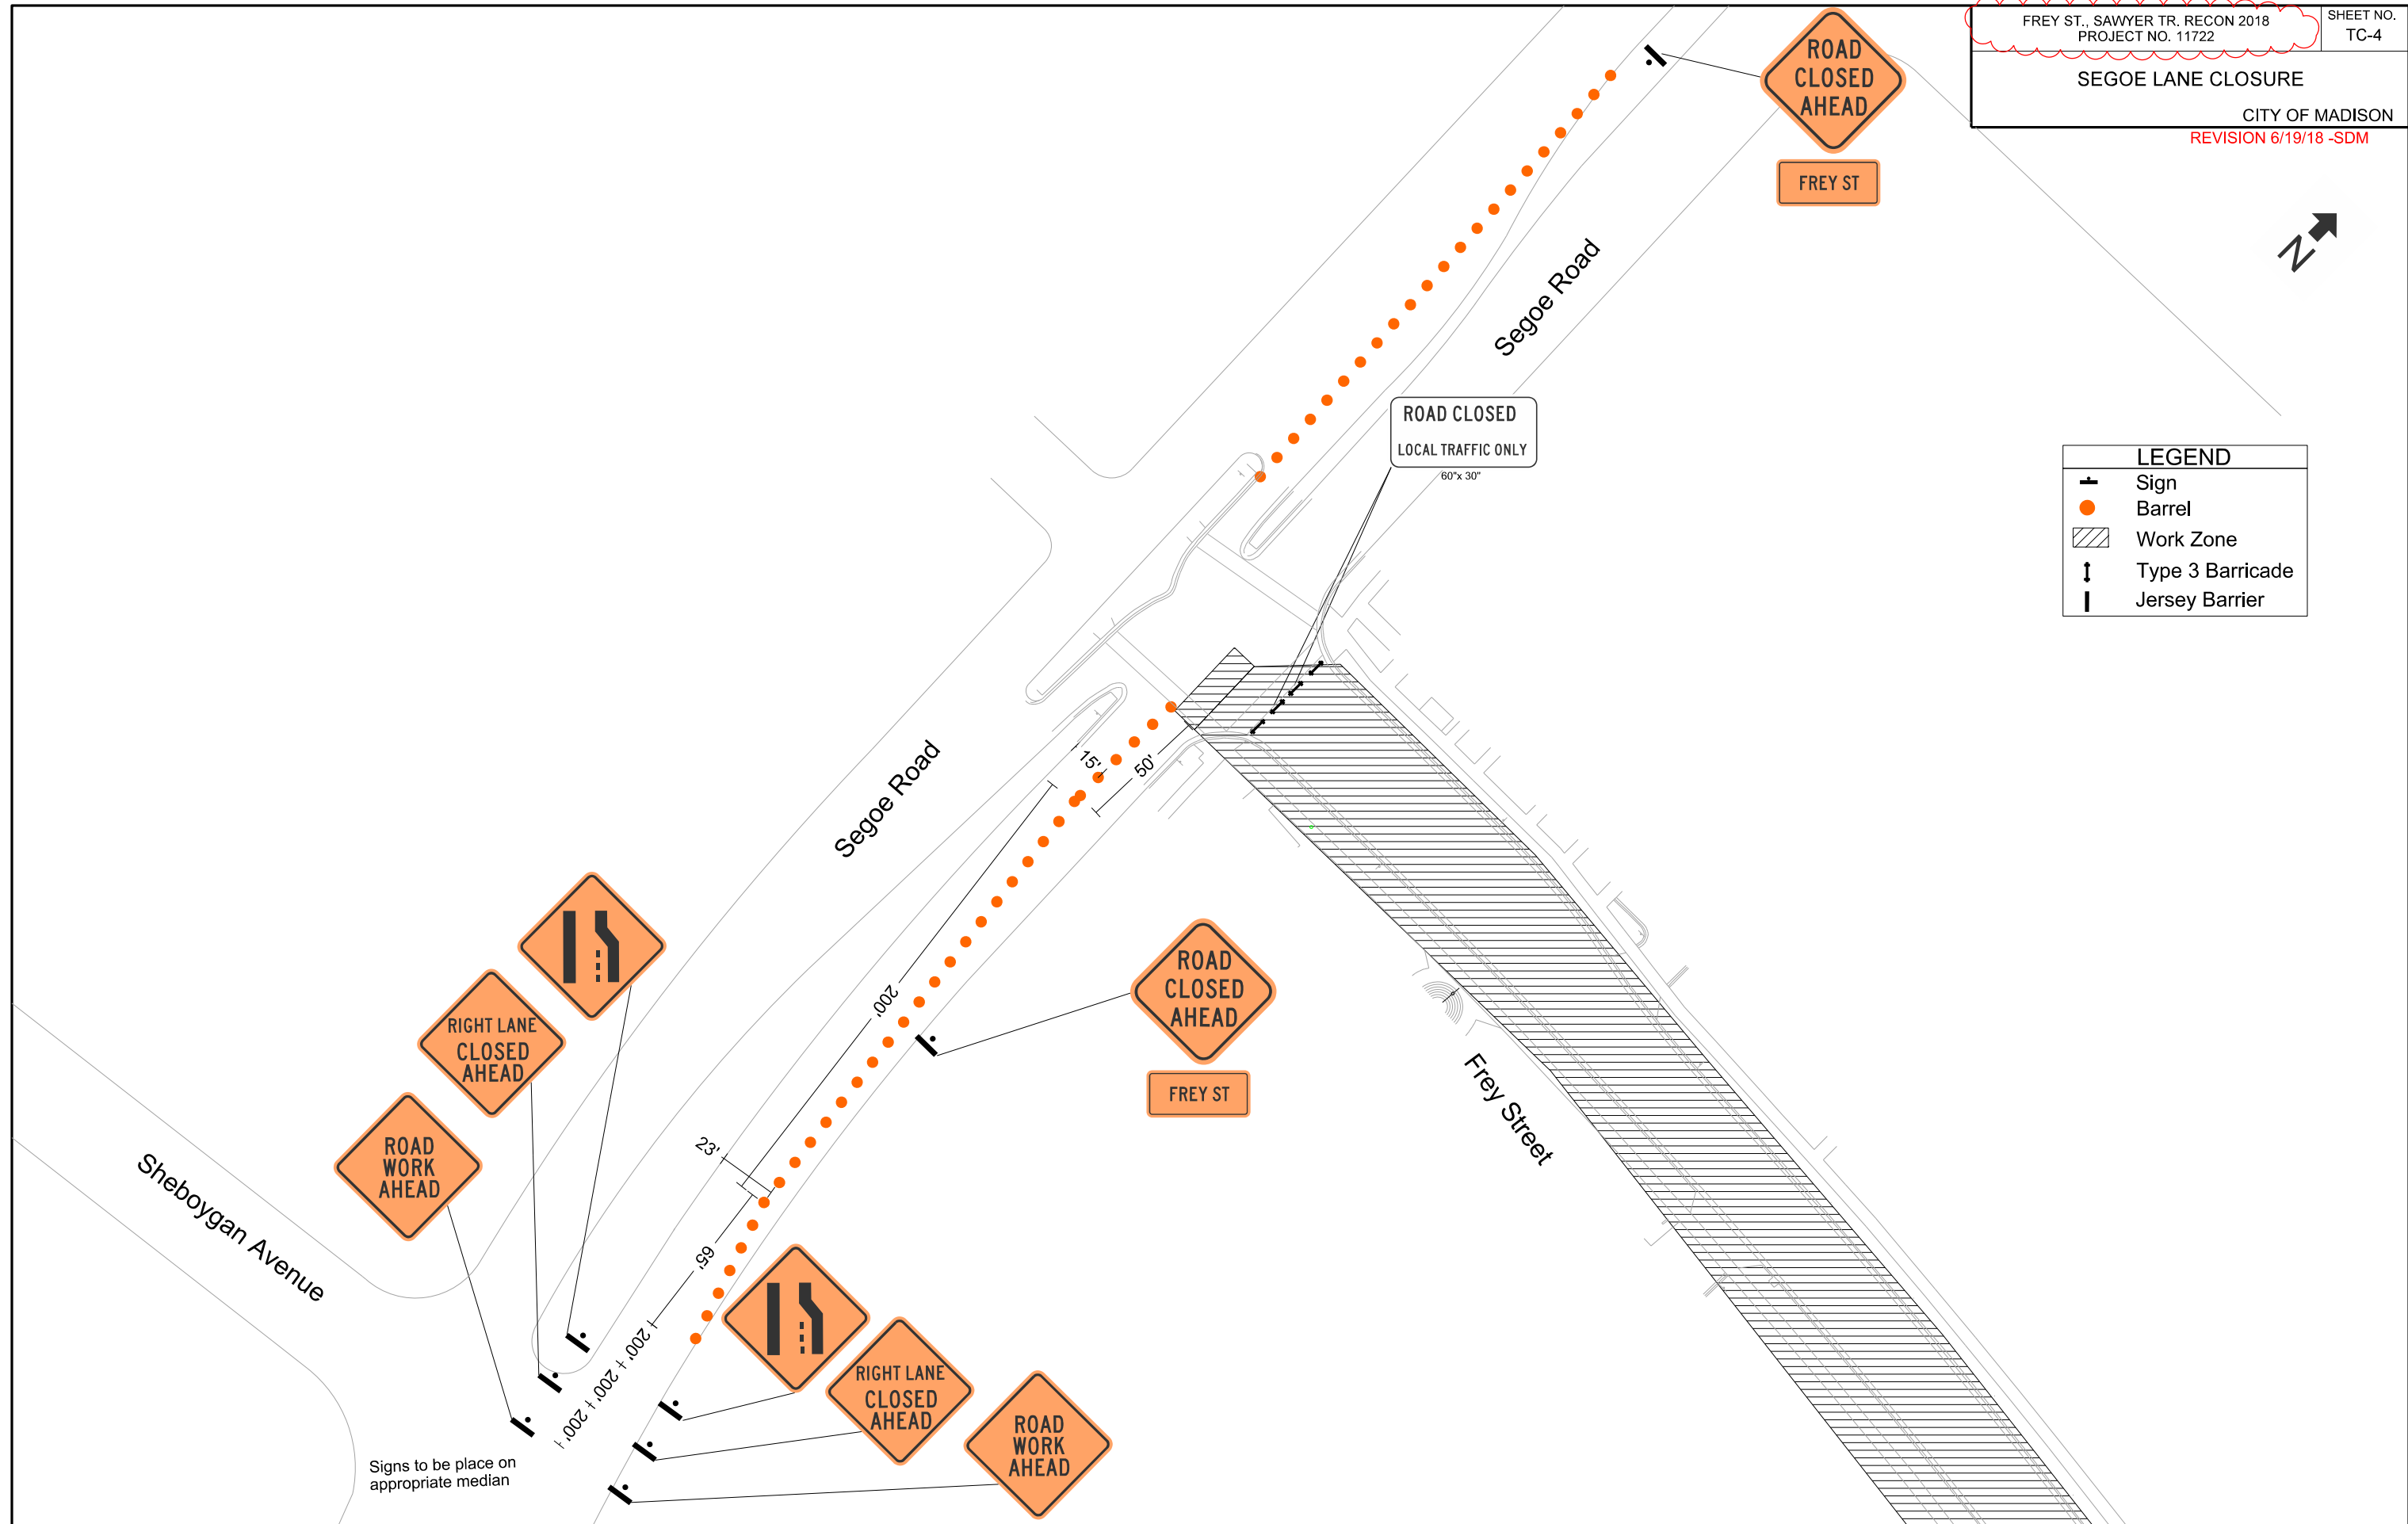 FREY ST., SAWYER TR. RECON 2018
PROJECT NO. 11722
SHEET NO.
TC-4
SEGOE LANE CLOSURE
CITY OF MADISON
REVISION 6/19/18 -SDM
ROAD
CLOSED
AHEAD
FREY ST
N
Segoe Road
ROAD CLOSED
LOCAL TRAFFIC ONLY
60"x 30"
LEGEND
Sign
Barrel
Work Zone
Type 3 Barricade
Jersey Barrier
15'
50'
Segoe Road
200'
ROAD
CLOSED
AHEAD
FREY ST
Frey Street
RIGHT LANE
CLOSED
AHEAD
ROAD
WORK
AHEAD
Sheboygan Avenue
23'
65'
200'
200'
200'
RIGHT LANE
CLOSED
AHEAD
ROAD
WORK
AHEAD
Signs to be place on
appropriate median